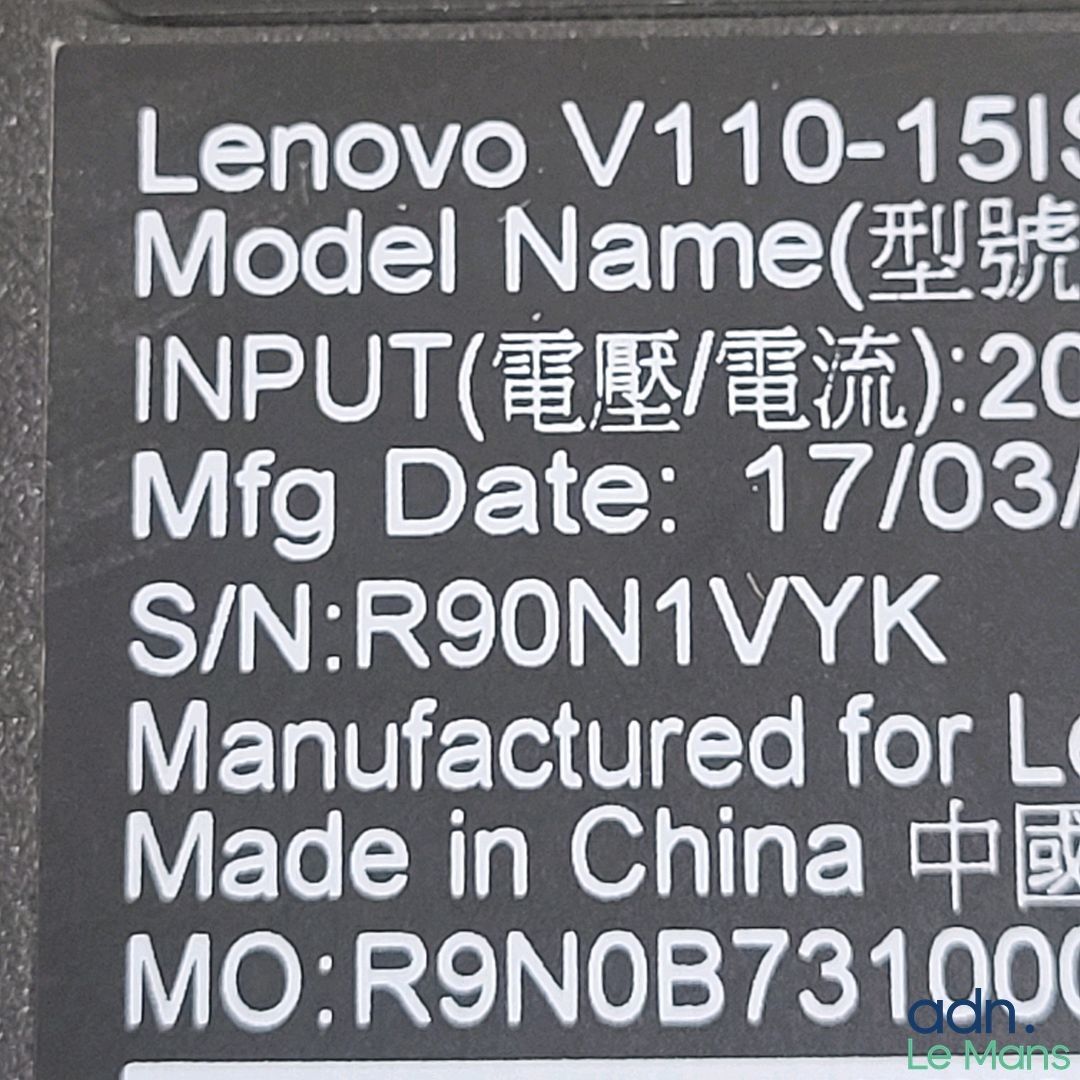 Lenovo V110-15IS
Model Name(型號
INPUT(電壓/電流):20
Mfg Date: 17/03/
S/N:R90N1VYK
Manufactured for Le
Made in China 中國
MO:R9N0B731000
adn.
Le Mans